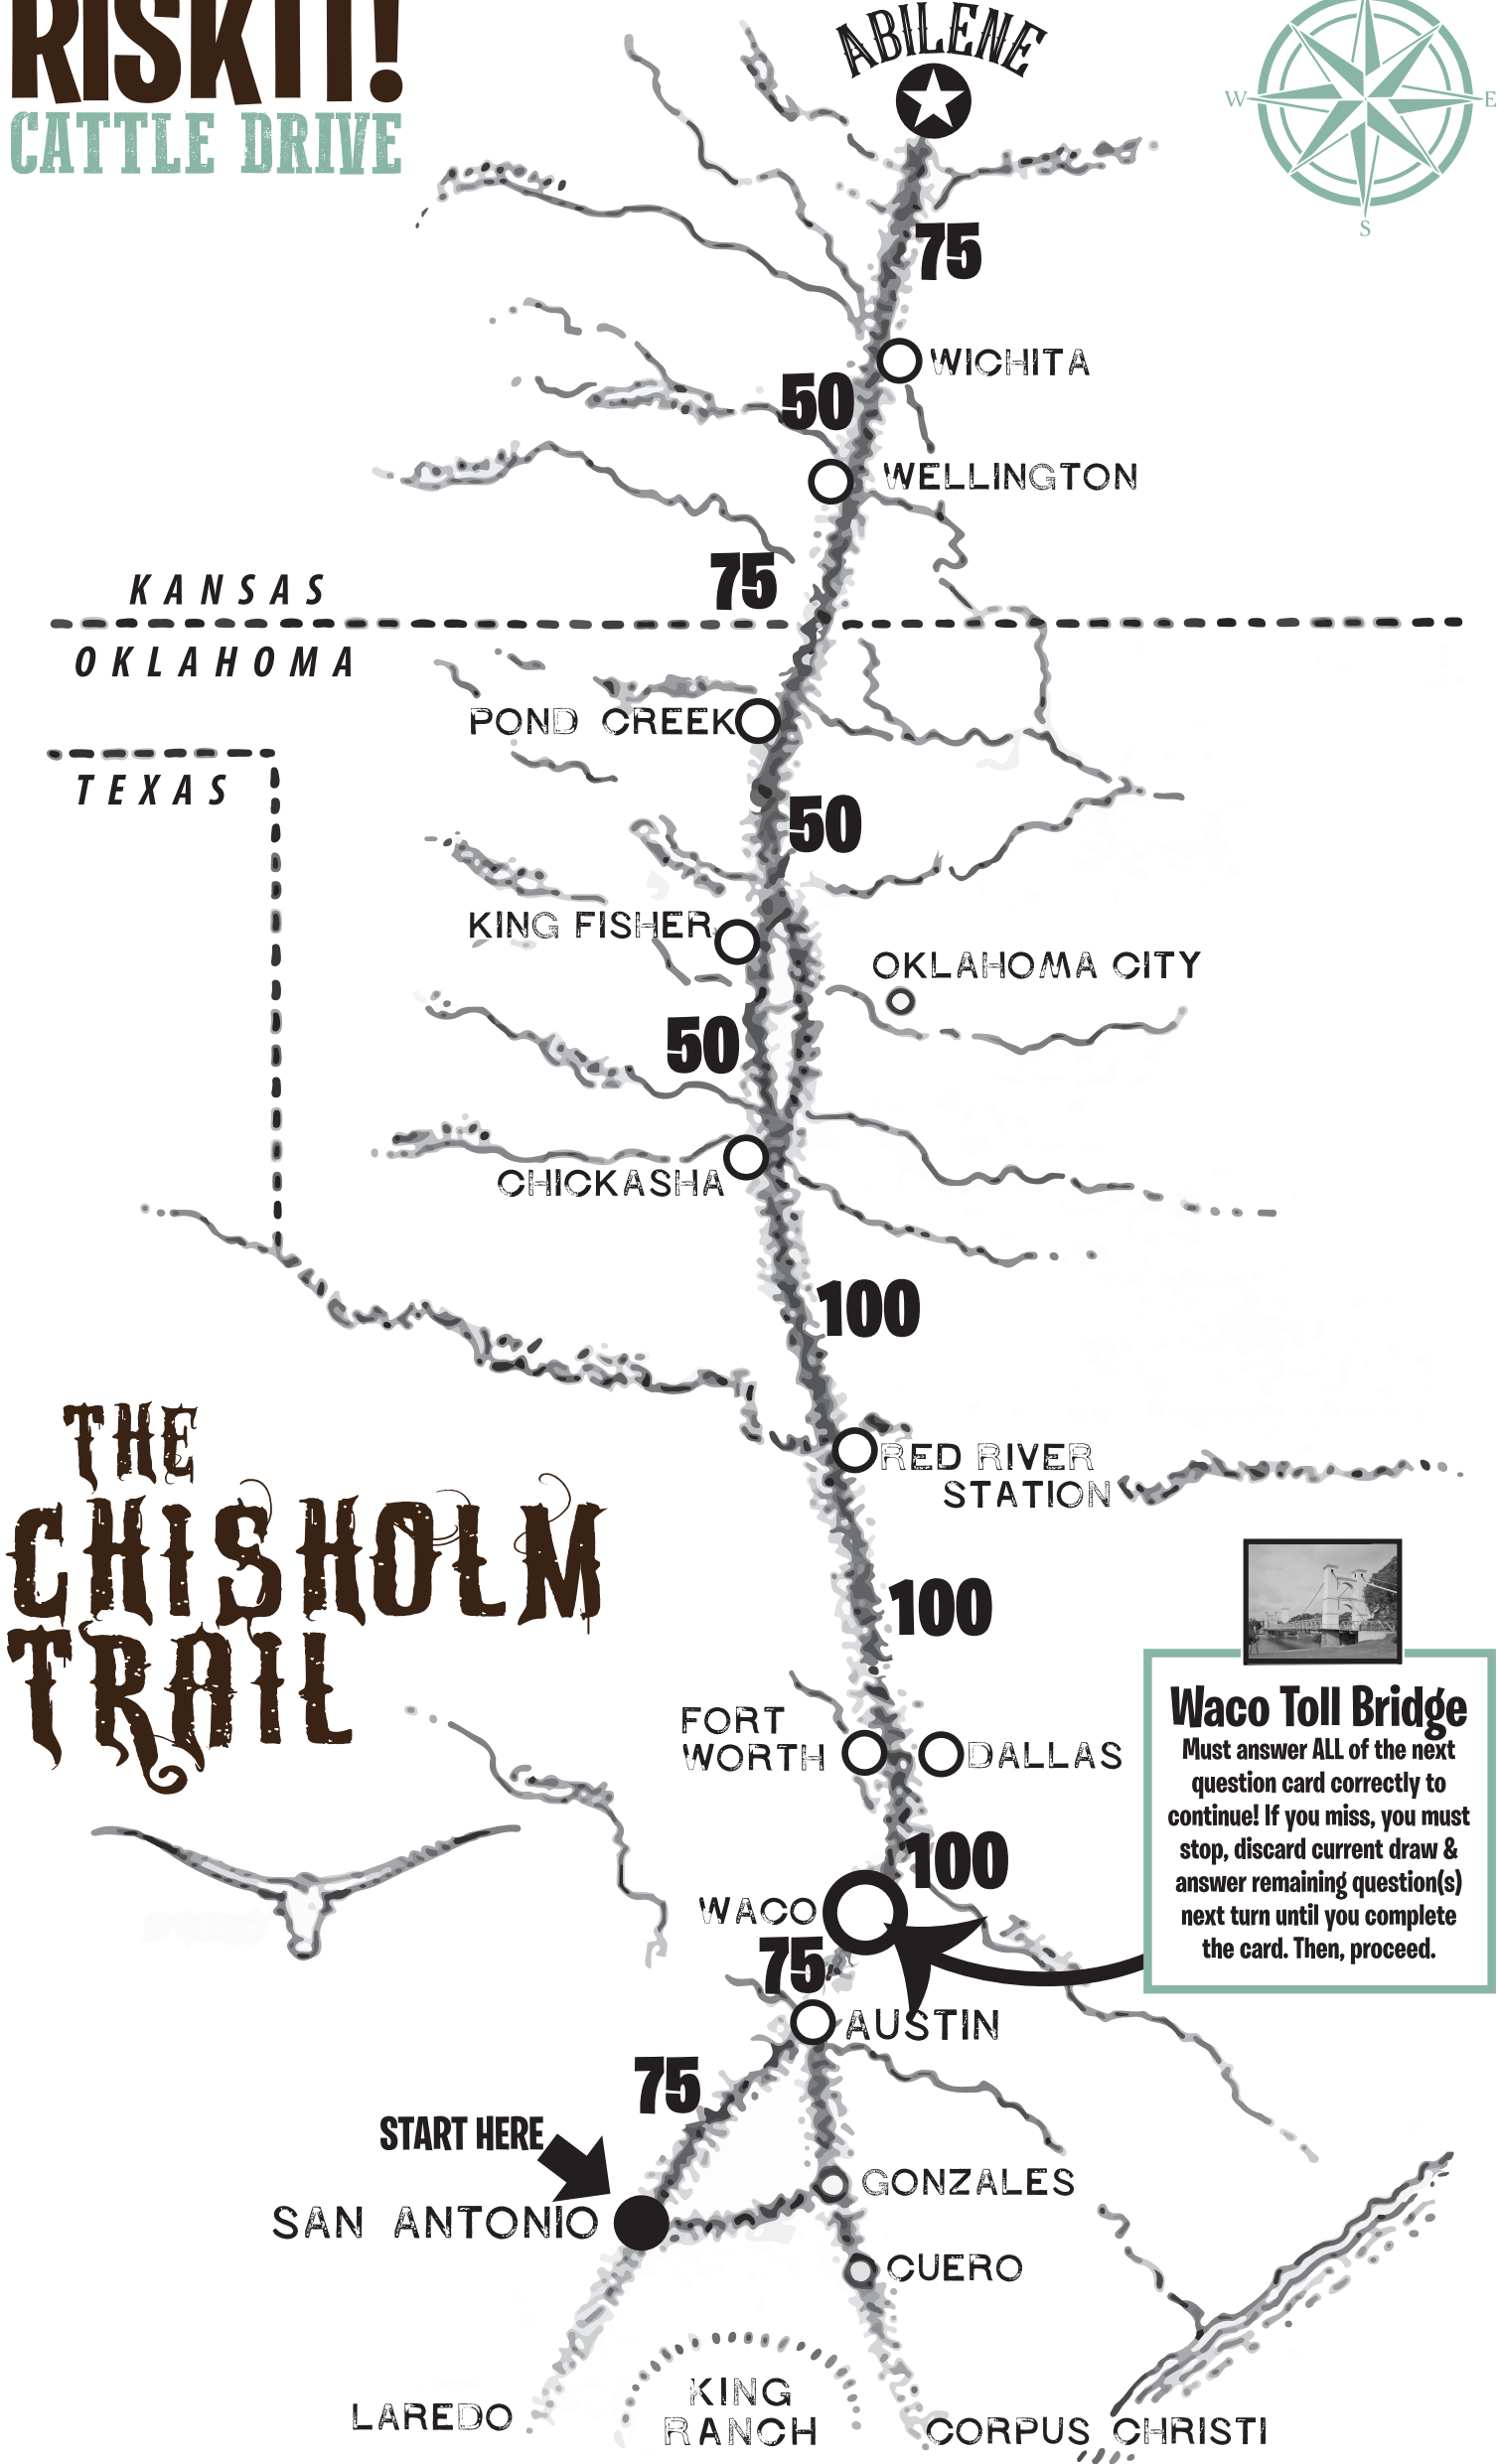 RISK IT!
CATTLE DRIVE
ABILENE
W
E
S
75
WICHITA
50
WELLINGTON
75
KANSAS
OKLAHOMA
POND CREEK
TEXAS
50
KING FISHER
OKLAHOMA CITY
50
CHICKASHA
100
RED RIVER
STATION
THE
CHISHOLM
TRAIL
100
FORT
WORTH
DALLAS
Waco Toll Bridge
Must answer ALL of the next
question card correctly to
continue! If you miss, you must
stop, discard current draw &
answer remaining question(s)
next turn until you complete
the card. Then, proceed.
100
WACO
75
AUSTIN
75
START HERE
GONZALES
SAN ANTONIO
CUERO
KING
RANCH
LAREDO
CORPUS CHRISTI